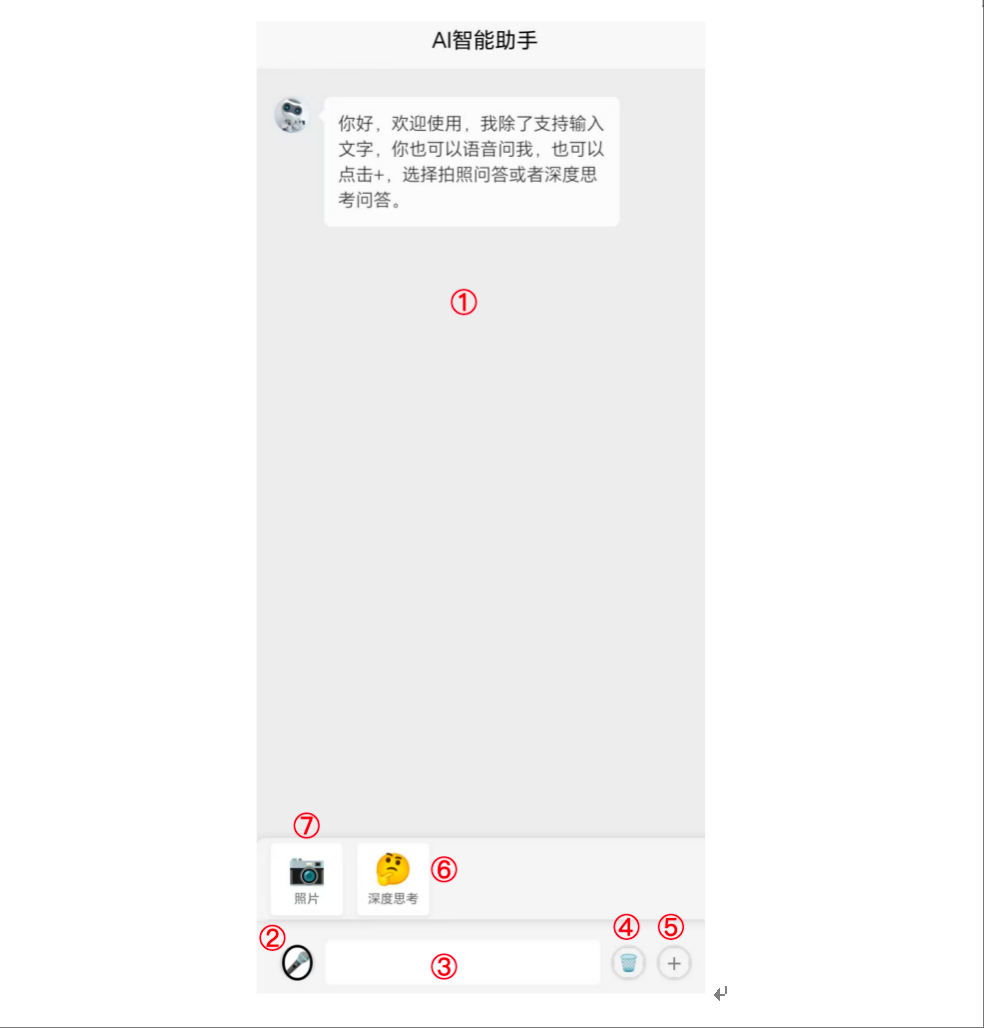 AI智能助手
你好，欢迎使用，我除了支持输入
文字，你也可以语音问我，也可以
点击+，选择拍照问答或者深度思
考问答。
①
⑦
⑥
照片
深度思考
②
③
④
⑤
+